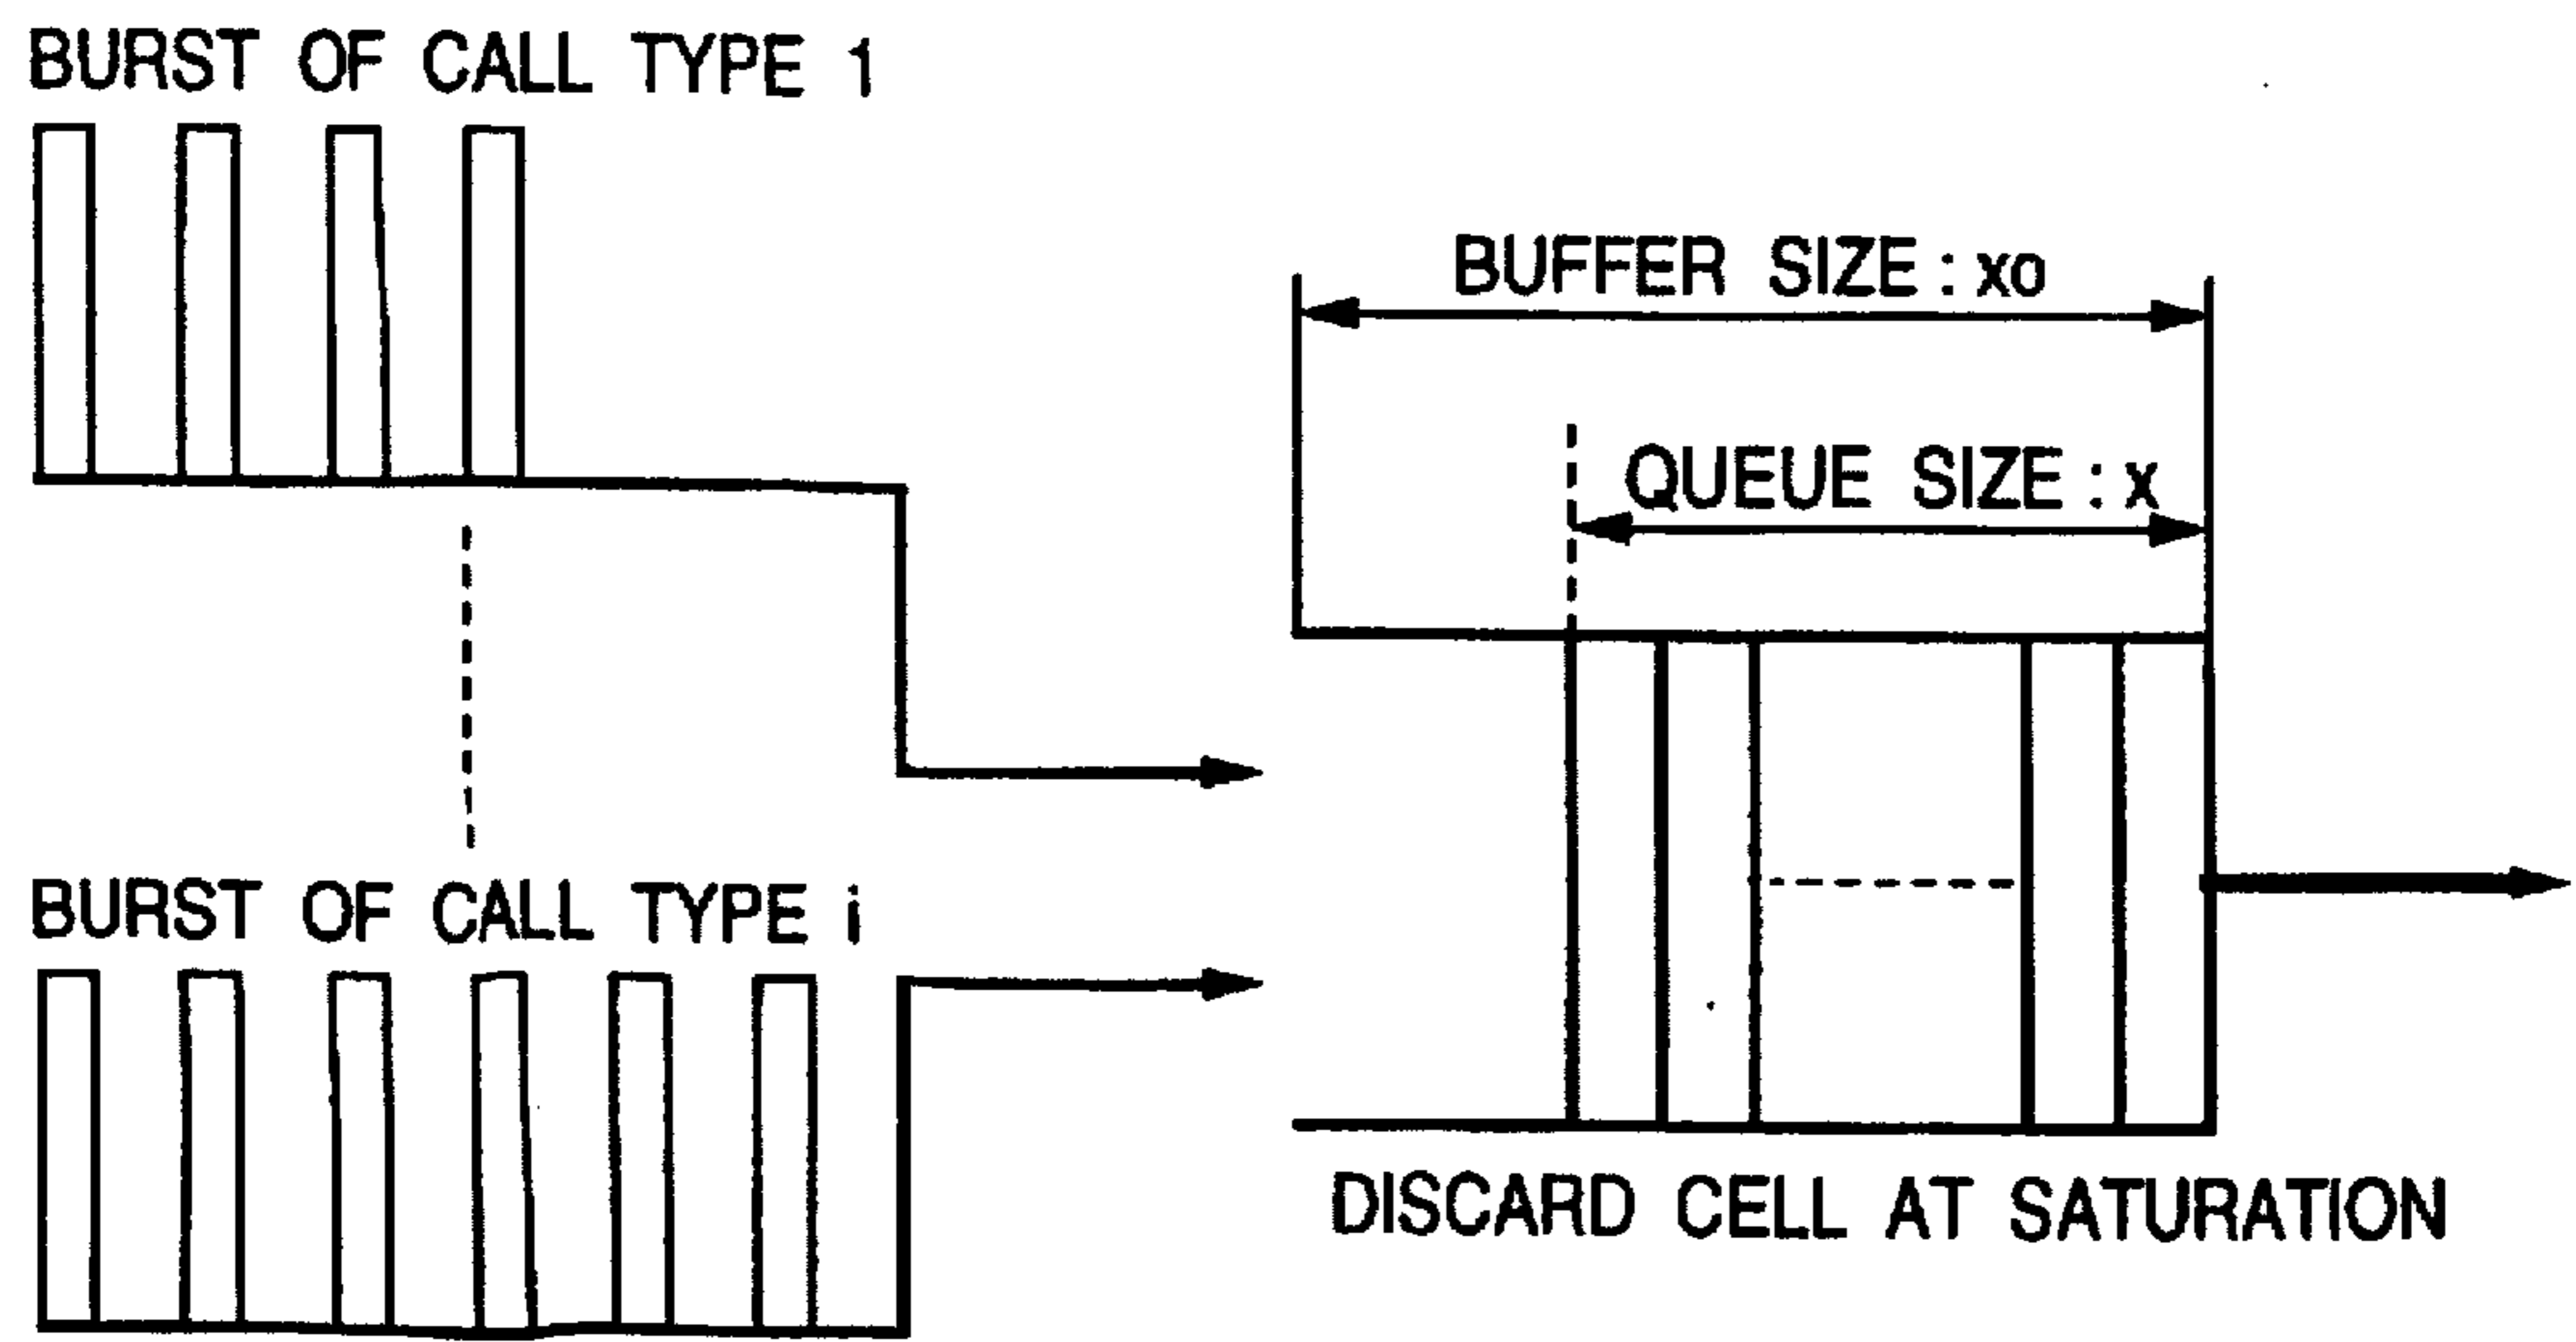 BURST OF CALL TYPE 1
BUFFER SIZE : xo
QUEUE SIZE : x
BURST OF CALL TYPE i
DISCARD CELL AT SATURATION